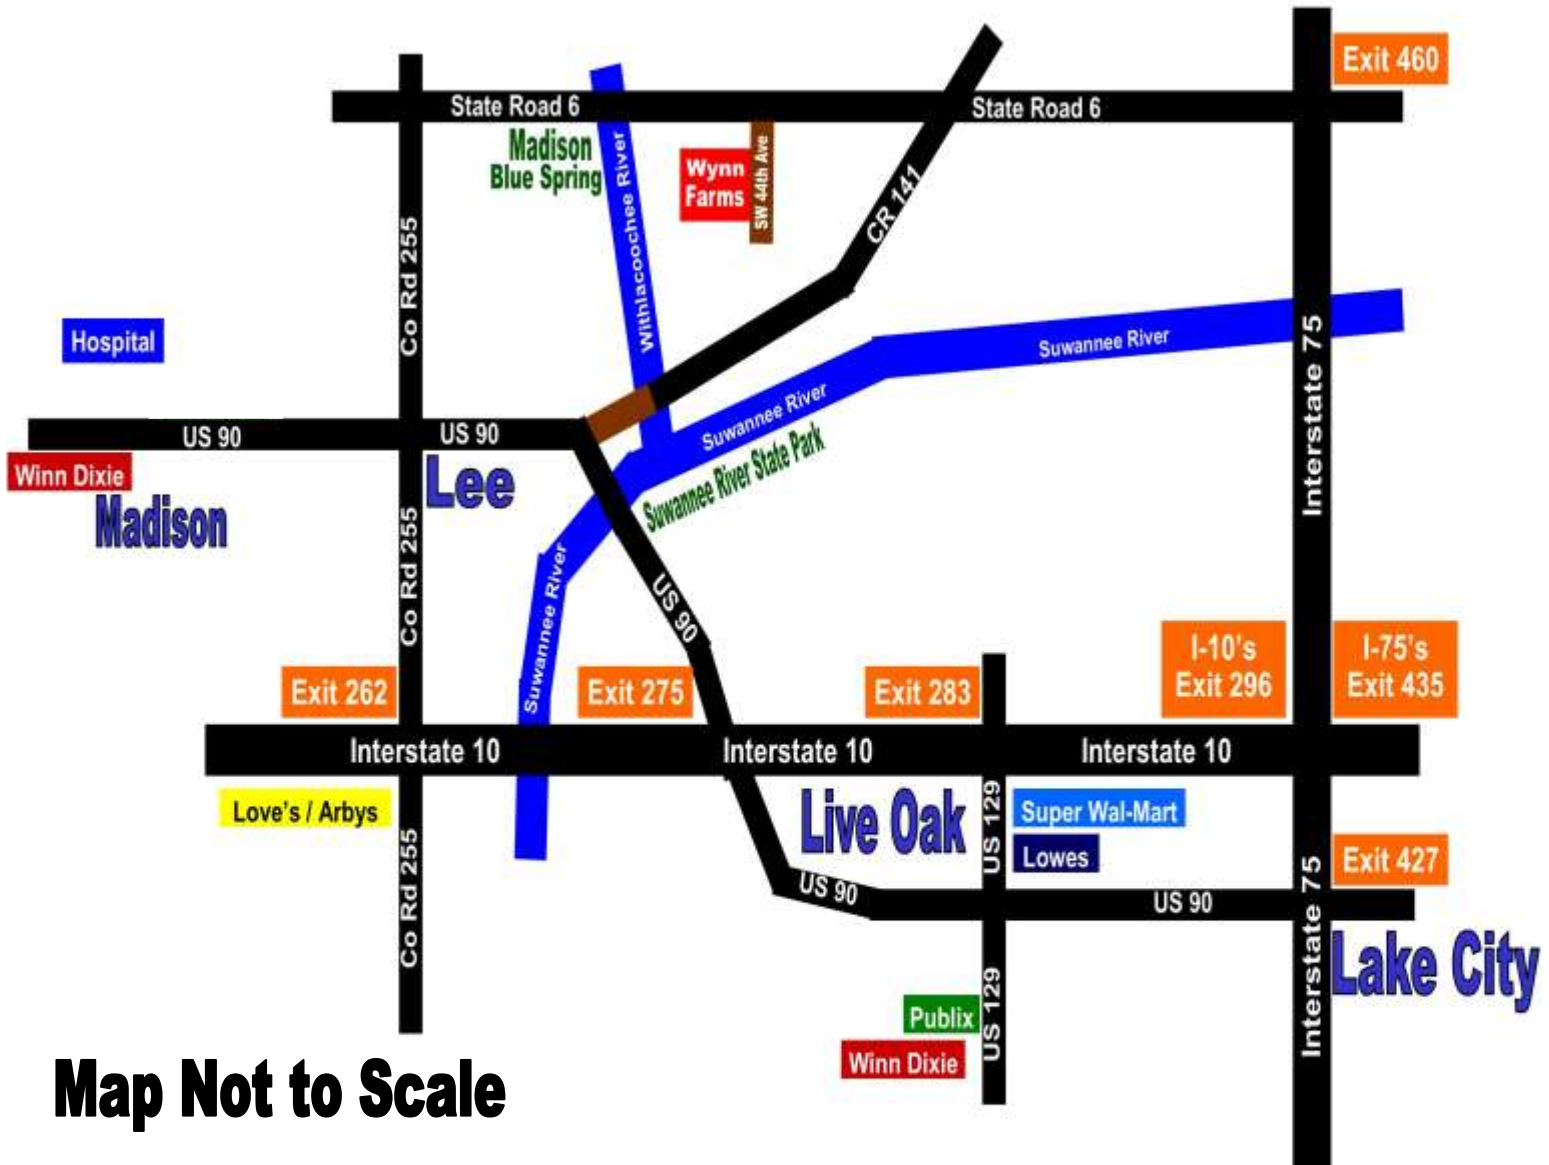 Exit 460
State Road 6
State Road 6
Madison
Blue Spring
Withlacoochee River
Wynn
Farms
SW 44th Ave
CR 141
Co Rd 255
Hospital
Interstate 75
Suwannee River
Suwannee River
US 90
US 90
Winn Dixie
Lee
Madison
Suwannee River State Park
Co Rd 255
Suwannee River
US 90
I-10's
Exit 296
I-75's
Exit 435
Exit 262
Exit 275
Exit 283
Interstate 10
Interstate 10
Interstate 10
Love's / Arbys
Live Oak
US 129
Super Wal-Mart
Lowes
Exit 427
Co Rd 255
US 90
US 90
Interstate 75
Lake City
Publix
US 129
Winn Dixie
Map Not to Scale